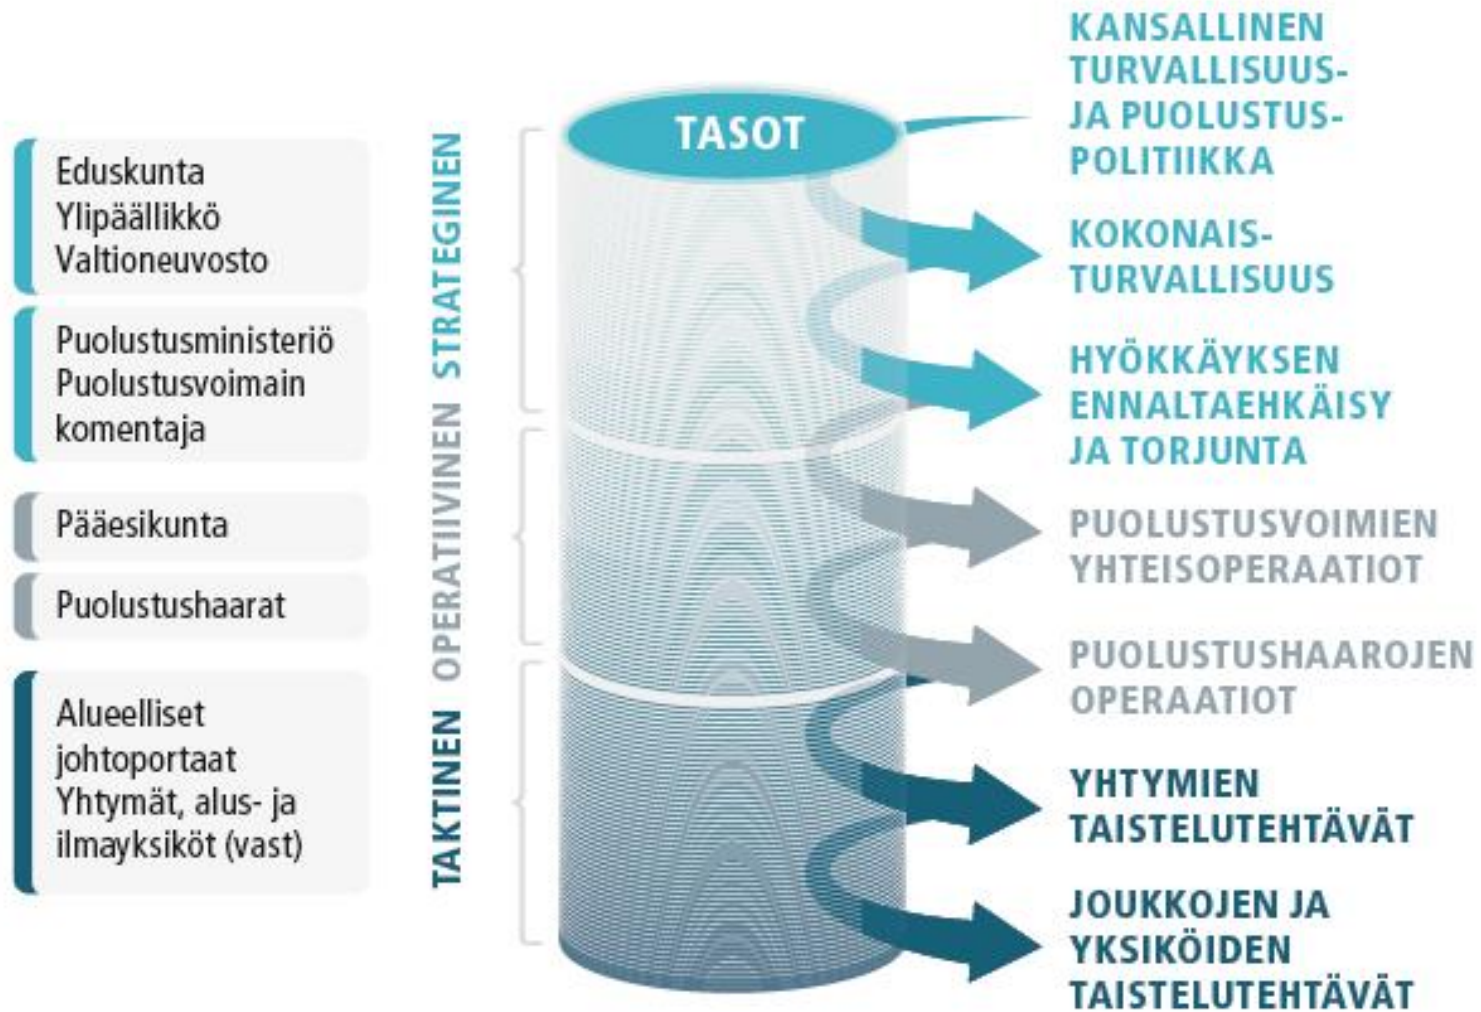 TASOT
Eduskunta
Ylipäällikkö
Valtioneuvosto
Puolustusministeriö
Puolustusvoimain
komentaja
Pääesikunta
Puolustushaarat
Alueelliset
johtoportaat
Yhtymät, alus- ja
ilmayksiköt (vast)
STRATEGINEN
OPERATIIVINEN
TAKTINEN
KANSALLINEN
TURVALLISUUS-
JA PUOLUSTUS-
POLITIIKKA
KOKONAIS-
TURVALLISUUS
HYÖKKÄYKSEN
ENNALTAEHKÄISY
JA TORJUNTA
PUOLUSTUSVOIMIEN
YHTEISOPERAATIOT
PUOLUSTUSHAAROJEN
OPERAATIOT
YHTYMIEN
TAISTELUTEHTÄVÄT
JOUKKOJEN JA
YKSIKÖIDEN
TAISTELUTEHTÄVÄT